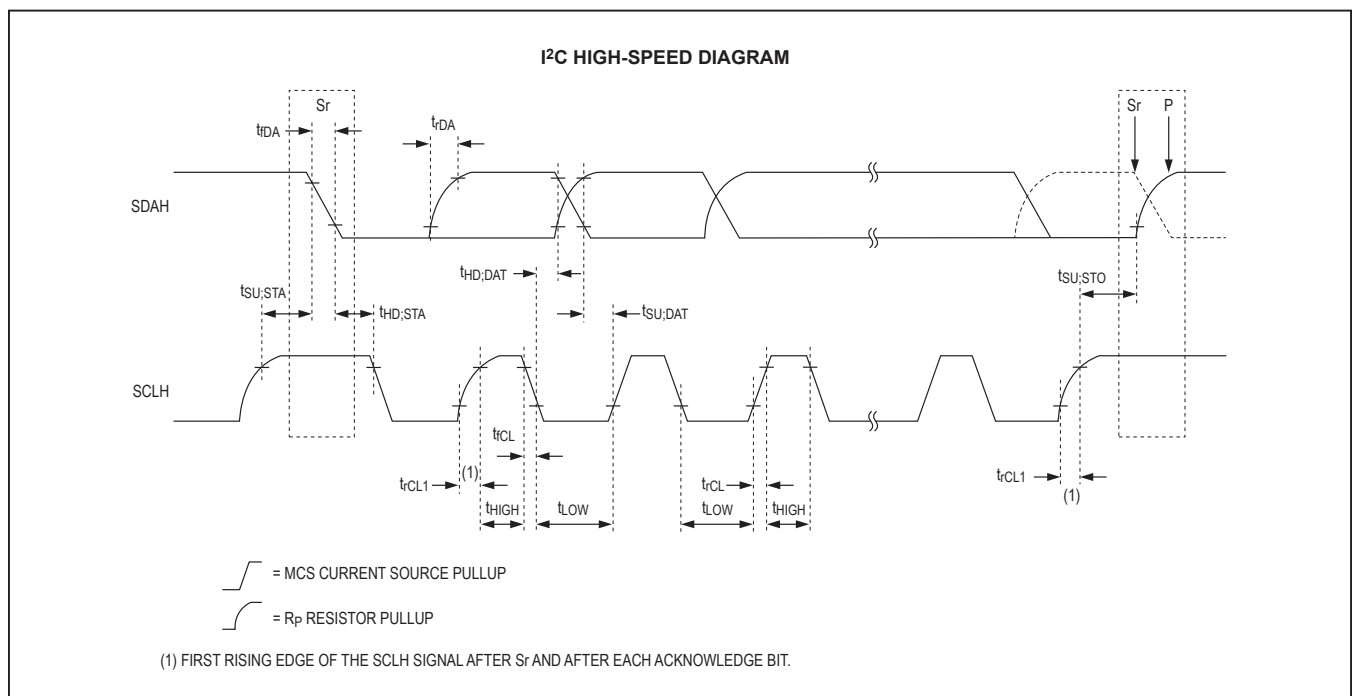 I²C HIGH-SPEED DIAGRAM
Sr
Sr P
tfDA
trDA
SDAH
tHD;DAT
tSU;STO
tSU;STA
tHD;STA
tSU;DAT
SCLH
tfCL
trCL1
(1)
trCL
trCL1
(1)
tHIGH
tLOW
tLOW
tHIGH
= MCS CURRENT SOURCE PULLUP
= RP RESISTOR PULLUP
(1) FIRST RISING EDGE OF THE SCLH SIGNAL AFTER Sr AND AFTER EACH ACKNOWLEDGE BIT.